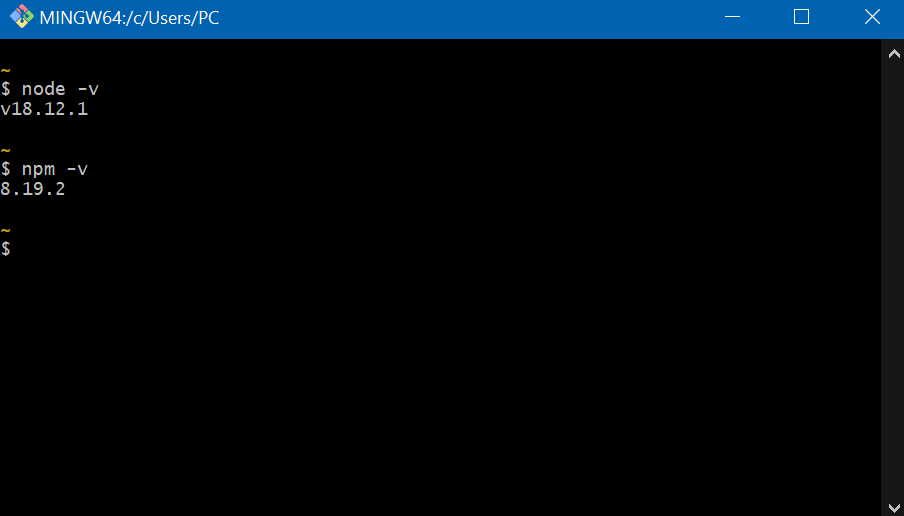 MINGW64:/c/Users/PC
~
$ node -v
v18.12.1
~
$ npm -v
8.19.2
~
$